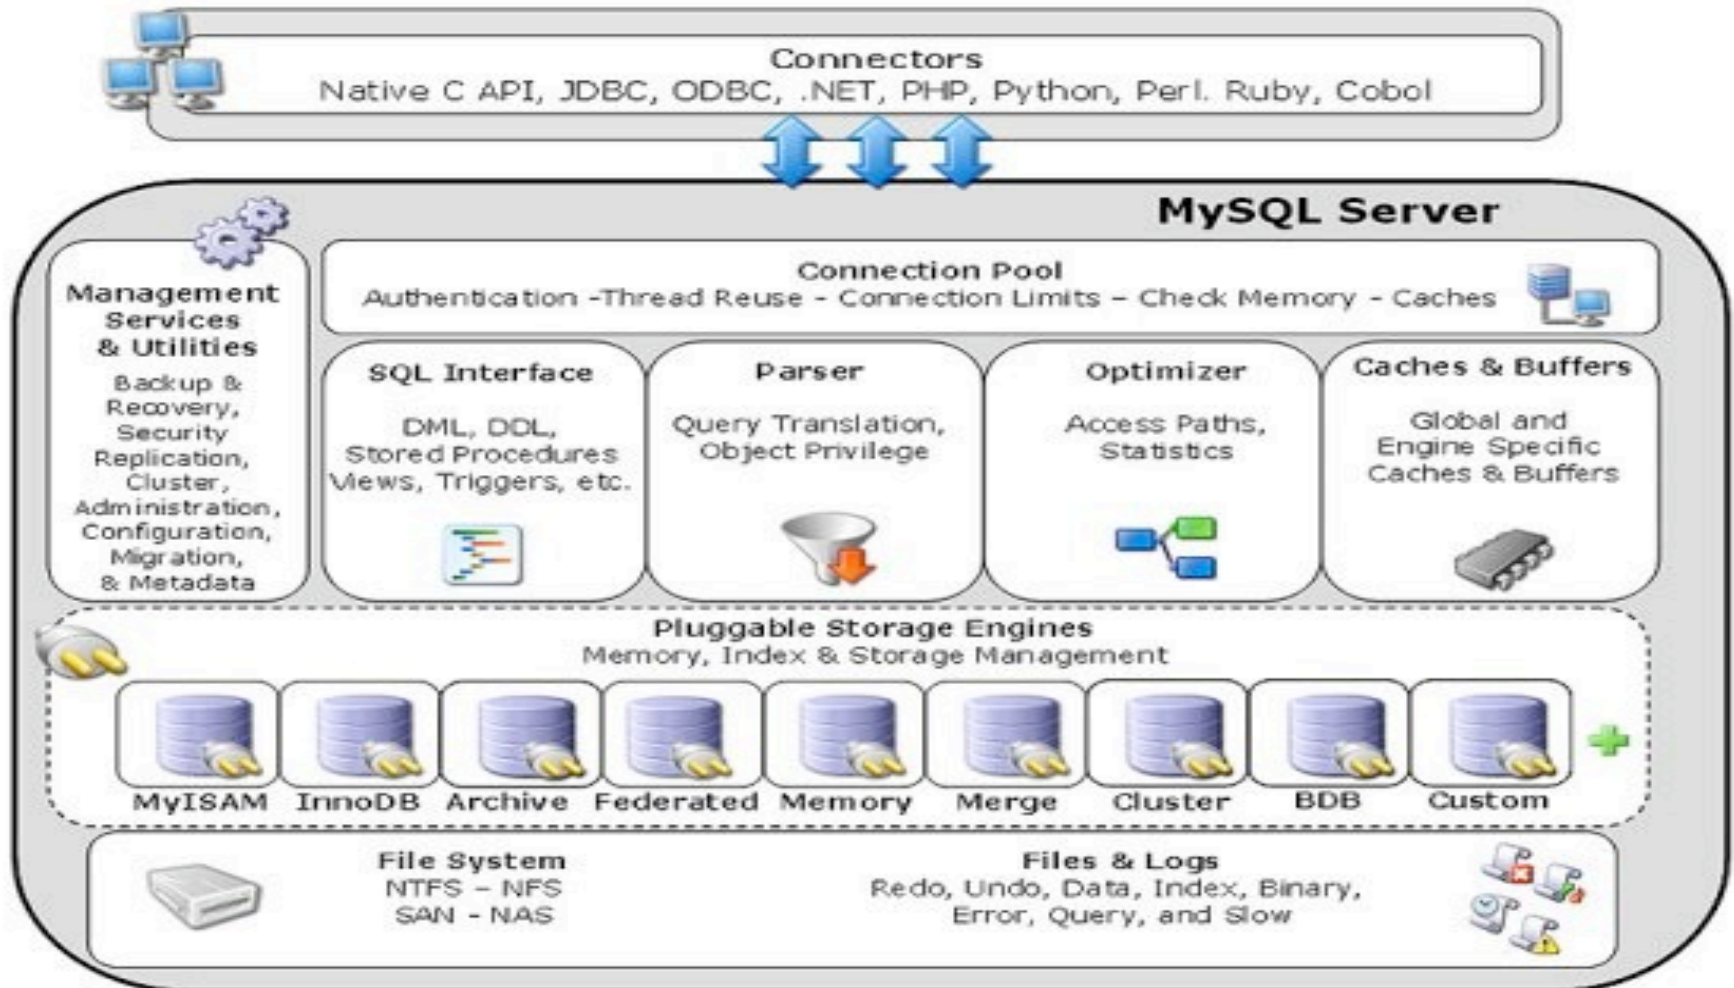 Connectors
Native C API, JDBC, ODBC, .NET, PHP, Python, Perl. Ruby, Cobol
MySQL Server
Management
Services
& Utilities
Backup &
Recovery,
Security
Replication,
Cluster,
Administration,
Configuration,
Migration,
& Metadata
Connection Pool
Authentication -Thread Reuse - Connection Limits – Check Memory - Caches
SQL Interface
DML, DDL,
Stored Procedures
Views, Triggers, etc.
Parser
Query Translation,
Object Privilege
Optimizer
Access Paths,
Statistics
Caches & Buffers
Global and
Engine Specific
Caches & Buffers
Pluggable Storage Engines
Memory, Index & Storage Management
MyISAM
InnoDB
Archive
Federated
Memory
Merge
Cluster
BDB
Custom
File System
NTFS – NFS
SAN - NAS
Files & Logs
Redo, Undo, Data, Index, Binary,
Error, Query, and Slow